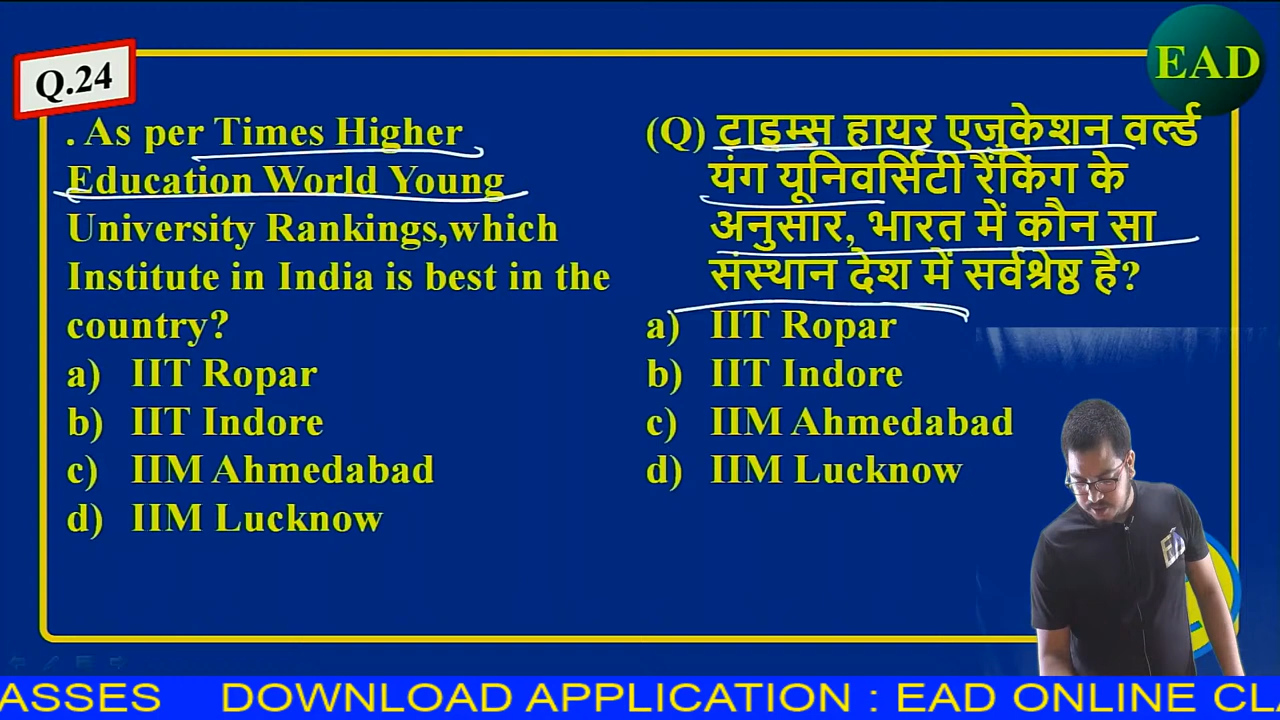 EAD
Q.24
. As per Times Higher
Education World Young
University Rankings,which
Institute in India is best in the
country?
a) IIT Ropar
b) IIT Indore
c) IIM Ahmedabad
d) IIM Lucknow
(Q) टाइम्स हायर एजुकेशन वर्ल्ड
यंग यूनिवर्सिटी रैंकिंग के
अनुसार, भारत में कौन सा
संस्थान देश में सर्वश्रेष्ठ है?
a) IIT Ropar
b) IIT Indore
c) IIM Ahmedabad
d) IIM Lucknow
ASSES DOWNLOAD APPLICATION : EAD ONLINE CLA